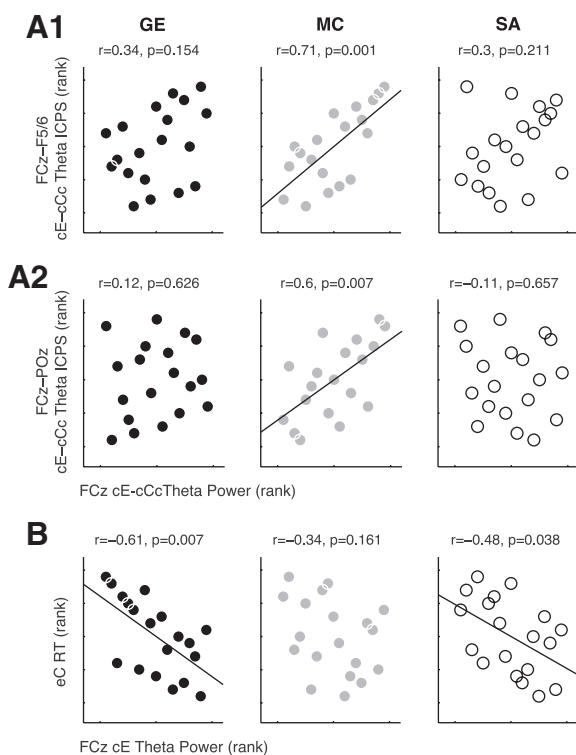 A1 GE MC SA
r=0.34, p=0.154 r=0.71, p=0.001 r=0.3, p=0.211
FCz–F5/6
cE–cCc Theta ICPS (rank)
A2
r=0.12, p=0.626 r=0.6, p=0.007 r=–0.11, p=0.657
FCz–POz
cE–cCc Theta ICPS (rank)
FCz cE-cCcTheta Power (rank)
B
r=–0.61, p=0.007 r=–0.34, p=0.161 r=–0.48, p=0.038
eC RT (rank)
FCz cE Theta Power (rank)